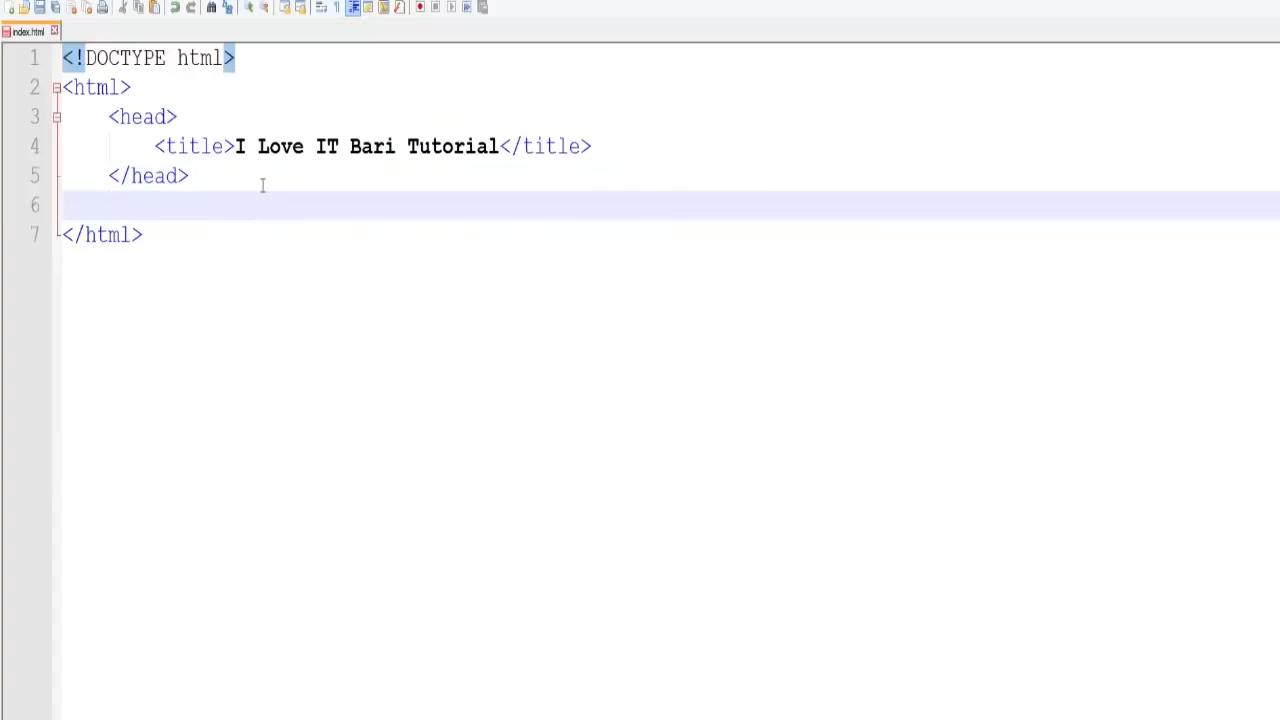 index.html
1 <!DOCTYPE html>
2 <html>
3 <head>
4 <title>I Love IT Bari Tutorial</title>
5 </head>
6
7 </html>